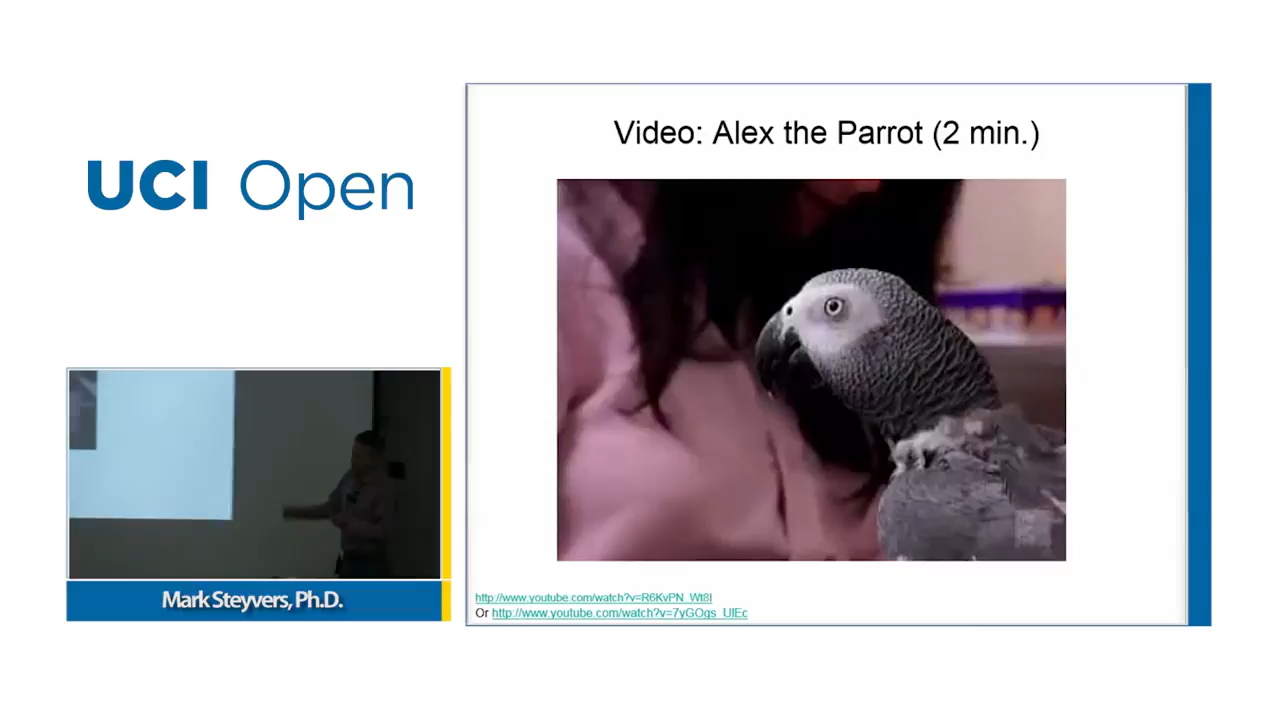 UCI Open
Video: Alex the Parrot (2 min.)
Mark Steyvers, Ph.D.
http://www.youtube.com/watch?v=R6KvPN_Wt8I
Or http://www.youtube.com/watch?v=7yGOgs_UlEc